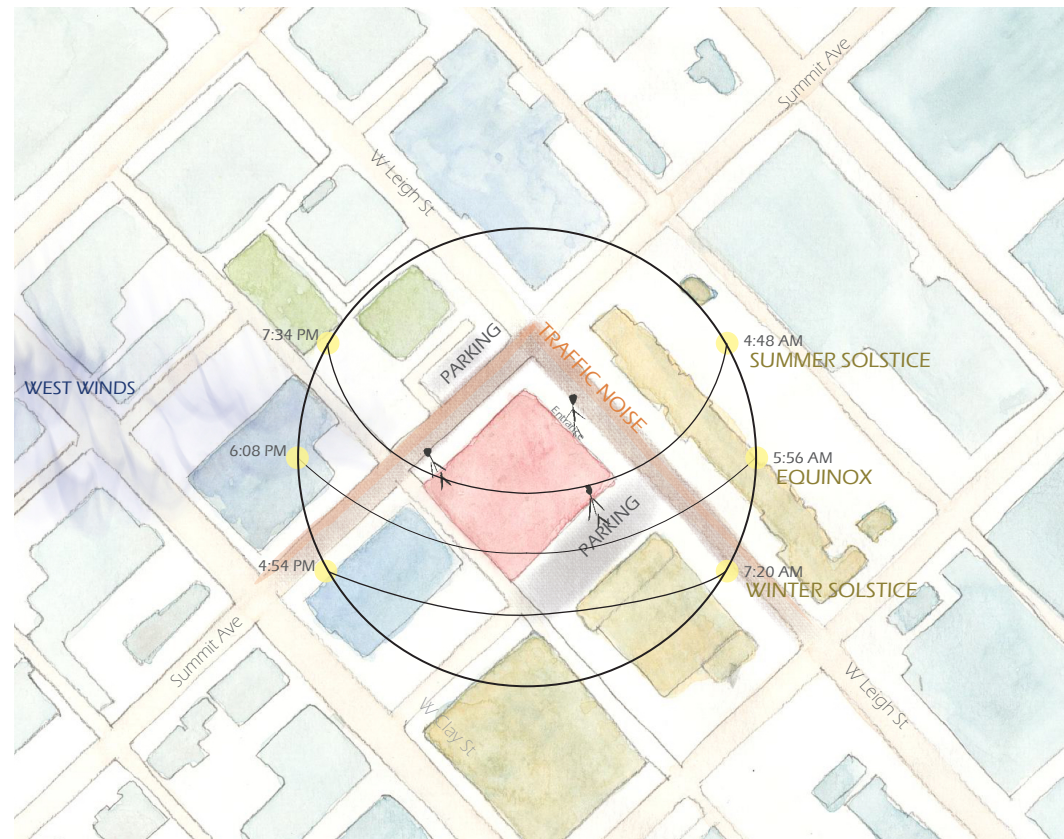 Summit Ave
W Leigh St
7:34 PM
PARKING
TRAFFIC NOISE
4:48 AM
SUMMER SOLSTICE
WEST WINDS
Entrance
6:08 PM
5:56 AM
EQUINOX
PARKING
4:54 PM
7:20 AM
WINTER SOLSTICE
Summit Ave
W Clay St
W Leigh St